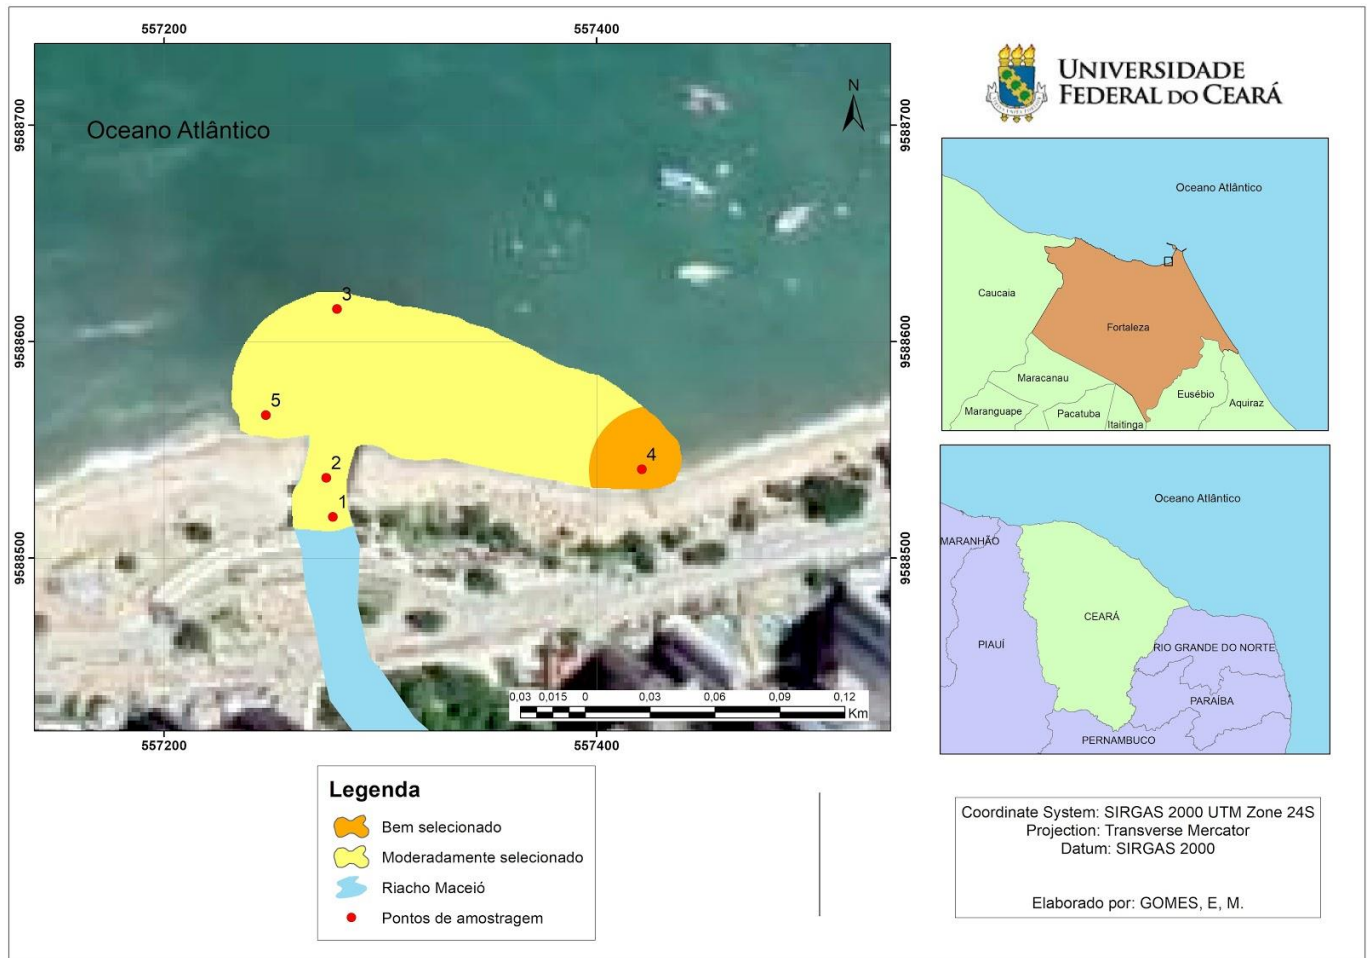 557200
557400
9588700
9588600
9588500
Oceano Atlântico
N
3
5
2
1
4
0,03 0,015 0 0,03 0,06 0,09 0,12
Km
9588700
9588600
9588500
557200
557400
UNIVERSIDADE
FEDERAL DO CEARÁ
Oceano Atlântico
Caucaia
Fortaleza
Maracanau
Eusébio
Maranguape
Pacatuba
Itaitinga
Aquiraz
Oceano Atlântico
MARANHÃO
CEARÁ
PIAUÍ
RIO GRANDE DO NORTE
PARAÍBA
PERNAMBUCO
Legenda
Bem selecionado
Moderadamente selecionado
Riacho Maceió
Pontos de amostragem
Coordinate System: SIRGAS 2000 UTM Zone 24S
Projection: Transverse Mercator
Datum: SIRGAS 2000
Elaborado por: GOMES, E, M.